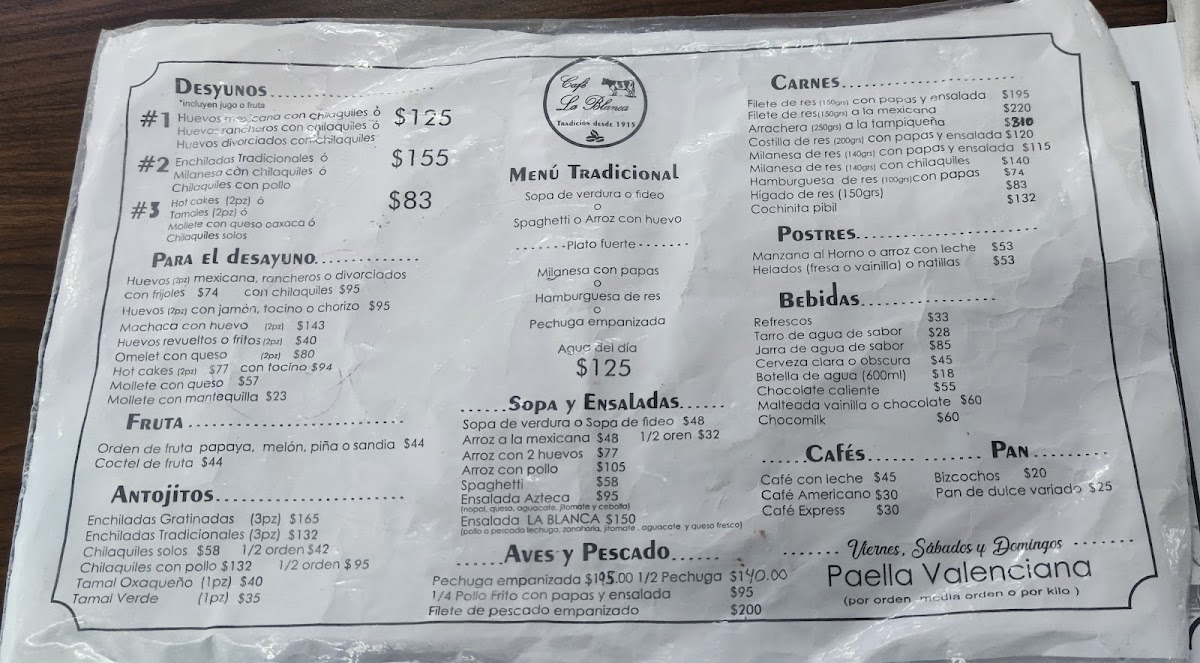 DESYUNOS
*incluyen jugo o fruta
#1 Huevos mexicana con chilaquiles ó $125
Huevos rancheros con chilaquiles ó
Huevos divorciados con chilaquiles
#2 Enchiladas Tradicionales ó $155
Milanesa con chilaquiles ó
Chilaquiles con pollo
#3 Hot cakes (2pz) ó $83
Tamales (2pz) ó
Mollete con queso oaxaca ó
Chilaquiles solos
PARA EL DESAYUNO
Huevos (2pz) mexicana, rancheros o divorciados
con frijoles $74 con chilaquiles $95
Huevos (2pz) con jamón, tocino o chorizo $95
Machaca con huevo (2pz) $143
Huevos revueltos o fritos (2pz) $40
Omelet con queso (2pz) $80
Hot cakes (2pz) $77 con tocino $94
Mollete con queso $57
Mollete con mantequilla $23
FRUTA
Orden de fruta papaya, melón, piña o sandia $44
Coctel de fruta $44
ANTOJITOS
Enchiladas Gratinadas (3pz) $165
Enchiladas Tradicionales (3pz) $132
Chilaquiles solos $58 1/2 orden $42
Chilaquiles con pollo $132 1/2 orden $95
Tamal Oxaqueño (1pz) $40
Tamal Verde (1pz) $35
Café
La Blanca
Tradición desde 1915
MENÚ TRADICIONAL
Sopa de verdura o fideo
o
Spaghetti o Arroz con huevo
Plato fuerte
Milanesa con papas
o
Hamburguesa de res
o
Pechuga empanizada
Agua del día
$125
SOPA Y ENSALADAS
Sopa de verdura o Sopa de fideo $48
Arroz a la mexicana $48 1/2 oren $32
Arroz con 2 huevos $77
Arroz con pollo $105
Spaghetti $58
Ensalada Azteca $95
(nopal, queso, aguacate, jitomate y cebolla)
Ensalada LA BLANCA $150
(pollo o pescado lechuga, zanahoria, jitomate, aguacate y queso fresco)
AVES Y PESCADO
Pechuga empanizada $195.00 1/2 Pechuga $140.00
1/4 Pollo Frito con papas y ensalada $95
Filete de pescado empanizado $200
CARNES
Filete de res (150grs) con papas y ensalada $195
Filete de res(150grs) a la mexicana $220
Arrachera (250grs) a la tampiqueña $310
Costilla de res (200grs) con papas y ensalada $120
Milanesa de res (140grs) con papas y ensalada $115
Milanesa de res (140grs) con chilaquiles $140
Hamburguesa de res (100grs)con papas $74
Hígado de res (150grs) $83
Cochinita pibil $132
POSTRES
Manzana al Horno o arroz con leche $53
Helados (fresa o vainilla) o natillas $53
BEBIDAS
Refrescos $33
Tarro de agua de sabor $28
Jarra de agua de sabor $85
Cerveza clara o obscura $45
Botella de agua (600ml) $18
Chocolate caliente $55
Malteada vainilla o chocolate $60
Chocomilk $60
CAFÉS
Café con leche $45
Café Americano $30
Café Express $30
PAN
Bizcochos $20
Pan de dulce variado $25
Viernes, Sábados y Domingos
Paella Valenciana
(por orden, media orden o por kilo )